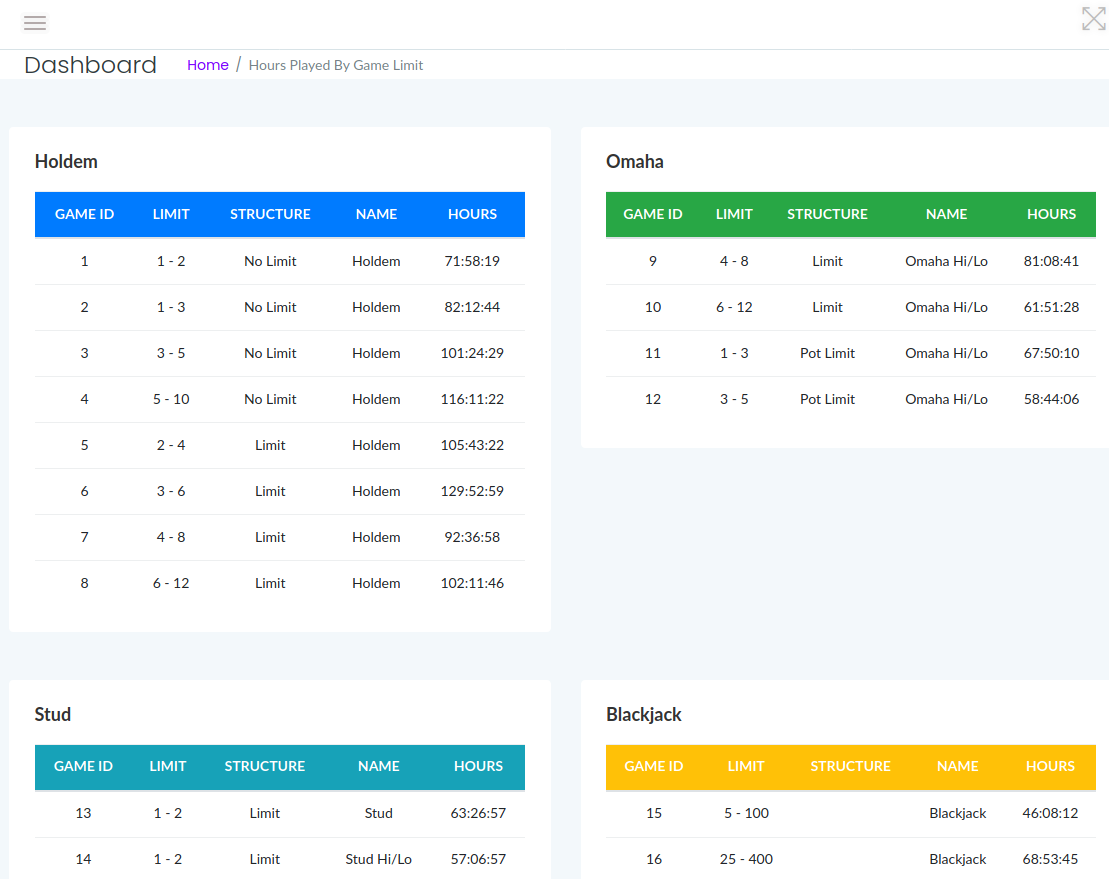 Dashboard Home / Hours Played By Game Limit
Holdem
GAME ID LIMIT STRUCTURE NAME HOURS
1 1 - 2 No Limit Holdem 71:58:19
2 1 - 3 No Limit Holdem 82:12:44
3 3 - 5 No Limit Holdem 101:24:29
4 5 - 10 No Limit Holdem 116:11:22
5 2 - 4 Limit Holdem 105:43:22
6 3 - 6 Limit Holdem 129:52:59
7 4 - 8 Limit Holdem 92:36:58
8 6 - 12 Limit Holdem 102:11:46
Omaha
GAME ID LIMIT STRUCTURE NAME HOURS
9 4 - 8 Limit Omaha Hi/Lo 81:08:41
10 6 - 12 Limit Omaha Hi/Lo 61:51:28
11 1 - 3 Pot Limit Omaha Hi/Lo 67:50:10
12 3 - 5 Pot Limit Omaha Hi/Lo 58:44:06
Stud
GAME ID LIMIT STRUCTURE NAME HOURS
13 1 - 2 Limit Stud 63:26:57
14 1 - 2 Limit Stud Hi/Lo 57:06:57
Blackjack
GAME ID LIMIT STRUCTURE NAME HOURS
15 5 - 100 Blackjack 46:08:12
16 25 - 400 Blackjack 68:53:45